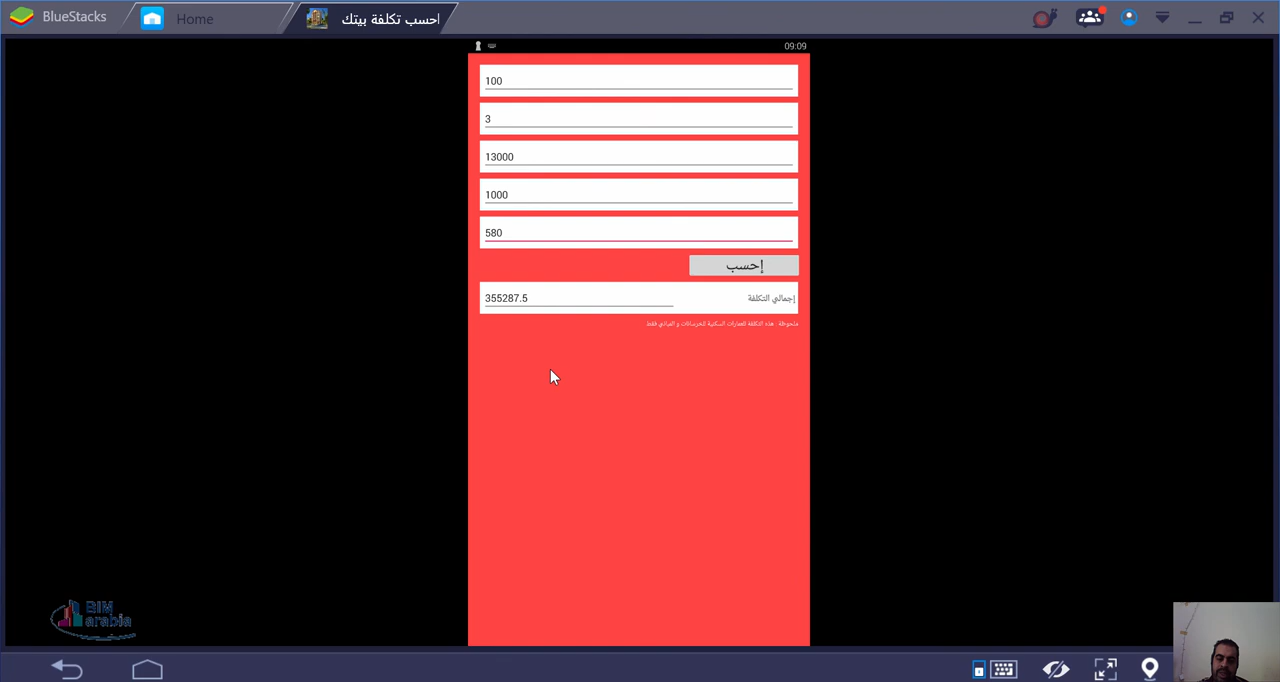 BlueStacks
Home
احسب تكلفة بيتك
09:09
100
3
13000
1000
580
إحسب
355287.5
إجمالي التكلفة
ملحوظة : هذه التكلفة للعمارات السكنية للخرسانات و المباني فقط
BIM
arabia